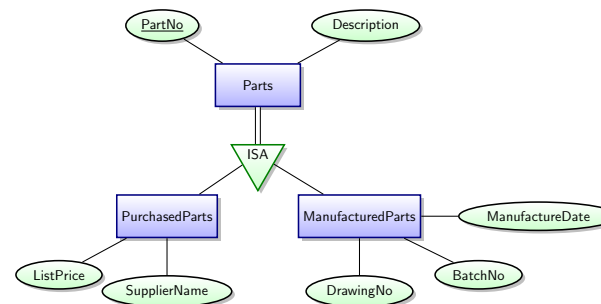 PartNo
Description
Parts
ISA
PurchasedParts
ManufacturedParts
ManufactureDate
ListPrice
SupplierName
DrawingNo
BatchNo